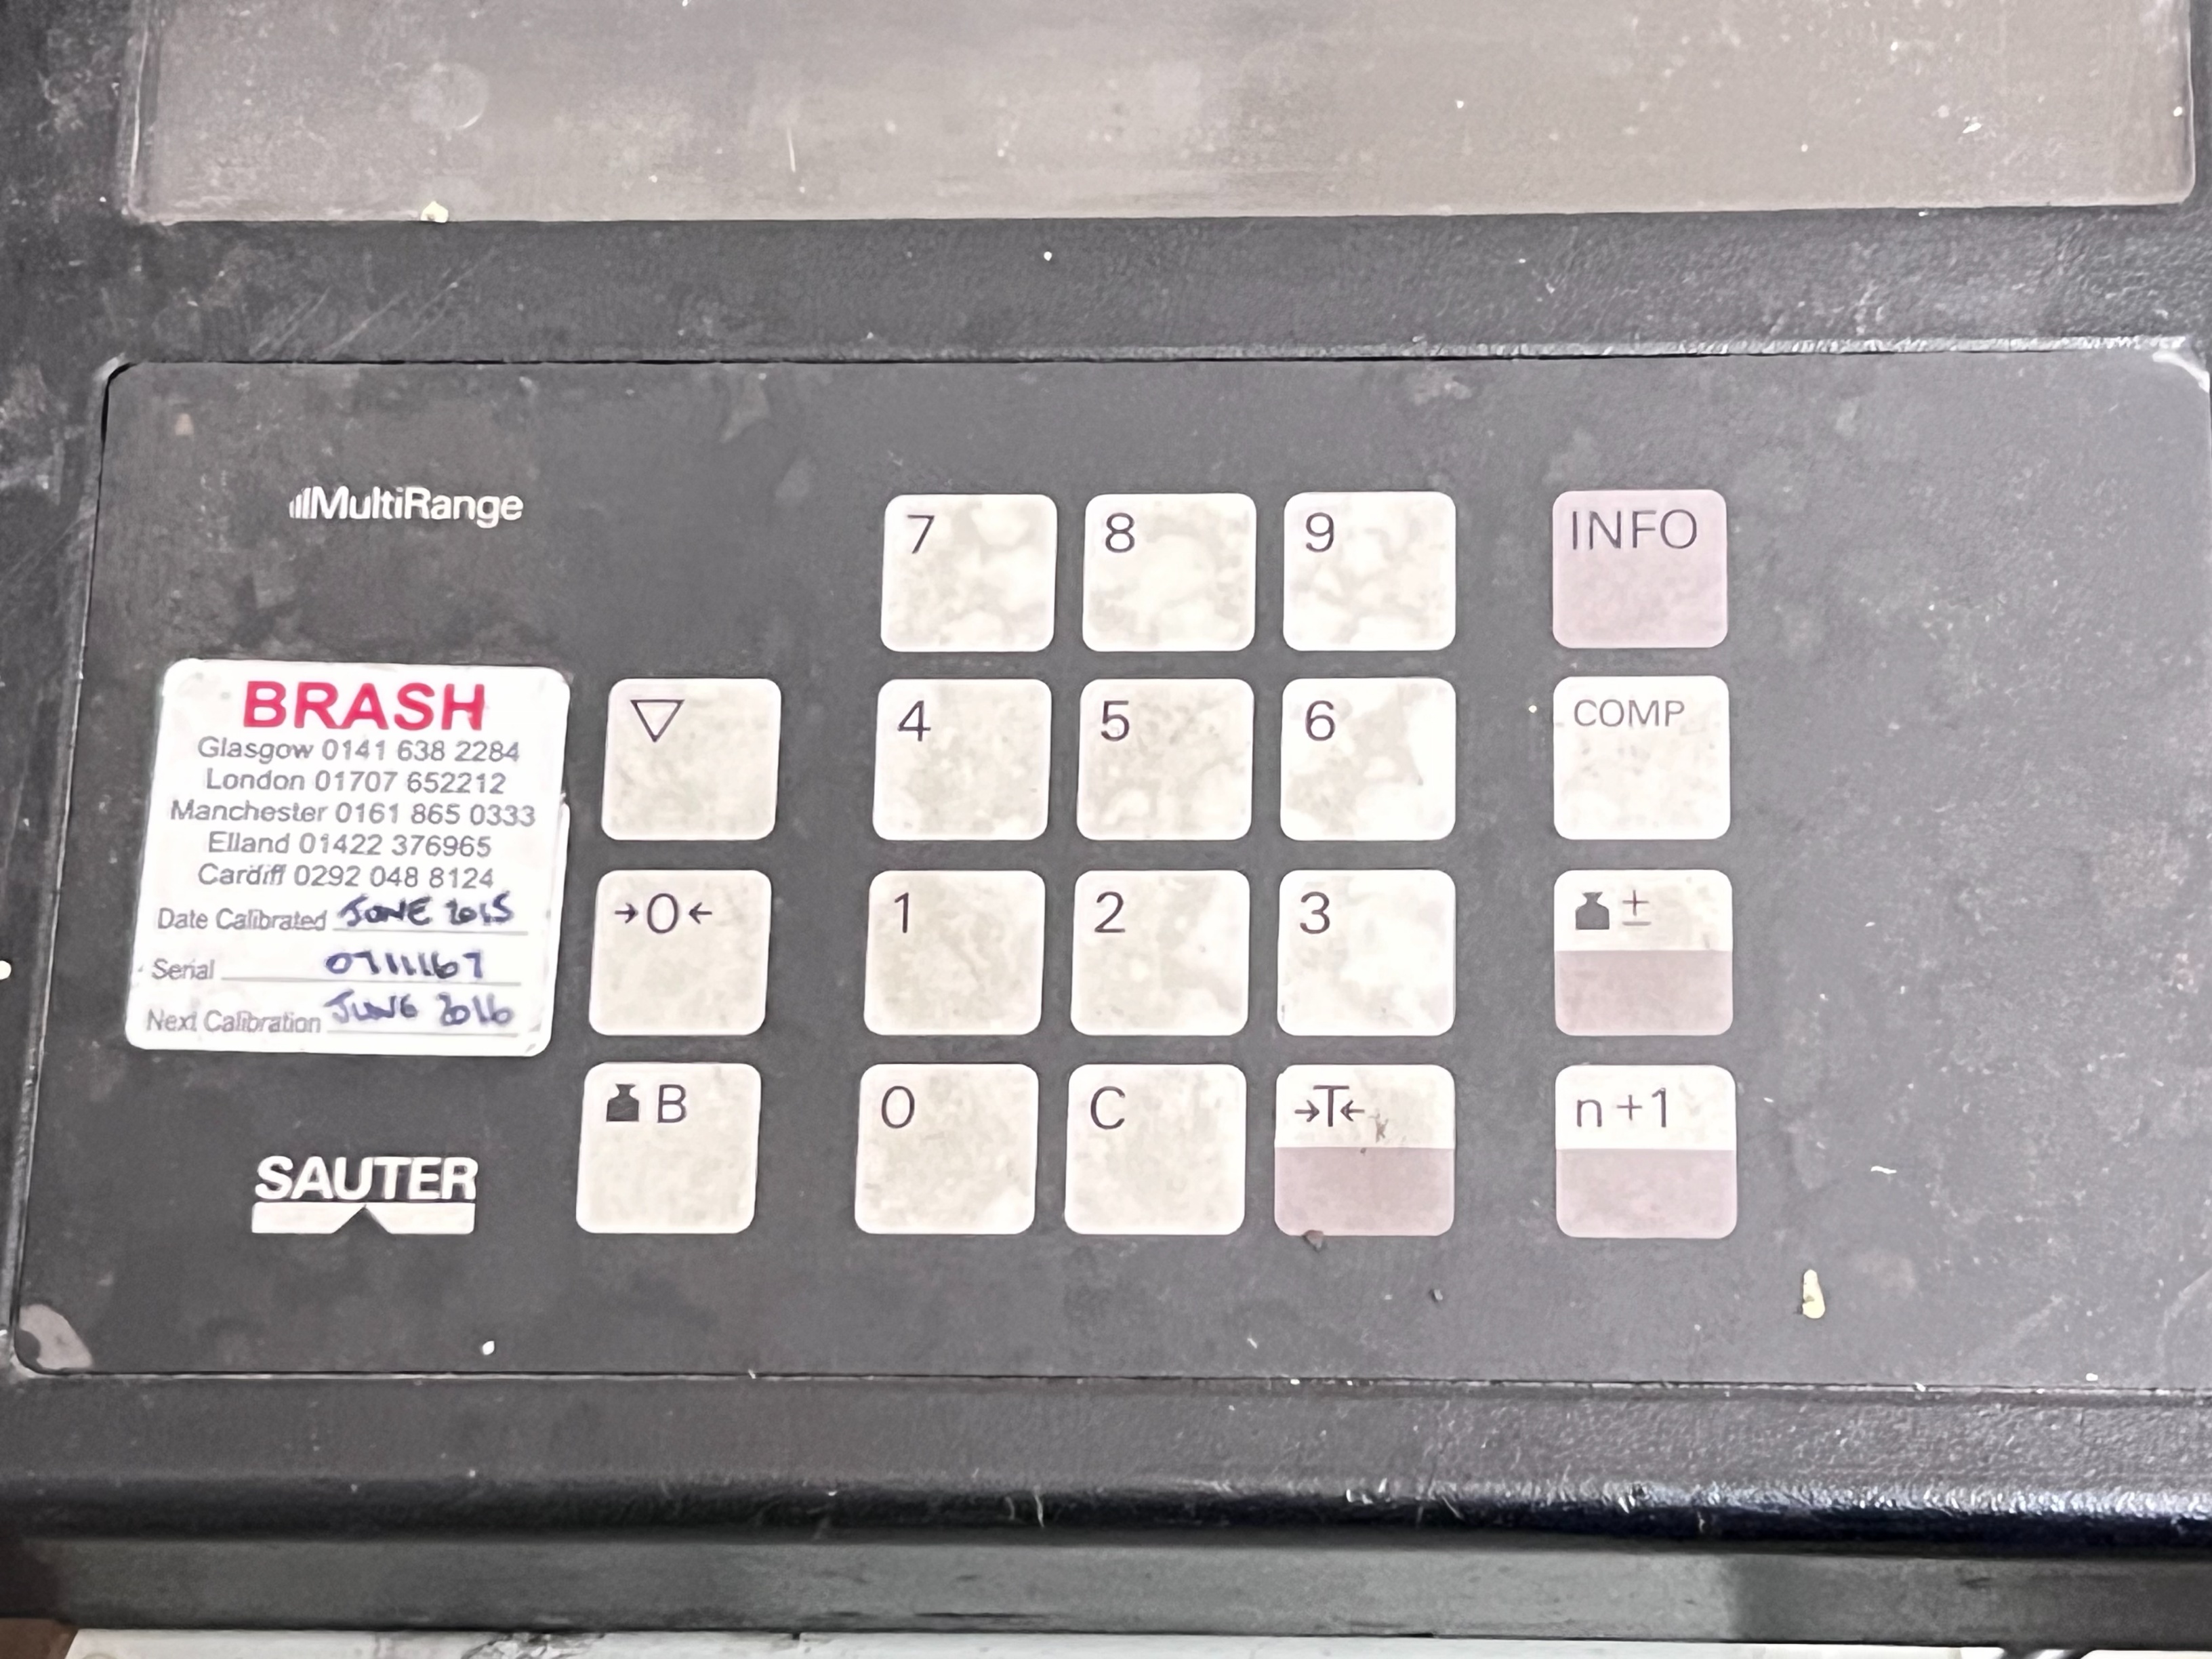 MultiRange
7 8 9 INFO
BRASH
Glasgow 0141 638 2284
London 01707 652212
Manchester 0161 865 0333
Elland 01422 376965
Cardiff 0292 048 8124
Date Calibrated JUNE 2015
Serial
Next Calibration JUNE 2016
▽ 4 5 6 COMP
→0← 1 2 3 ±
B 0 C →T← n+1
SAUTER